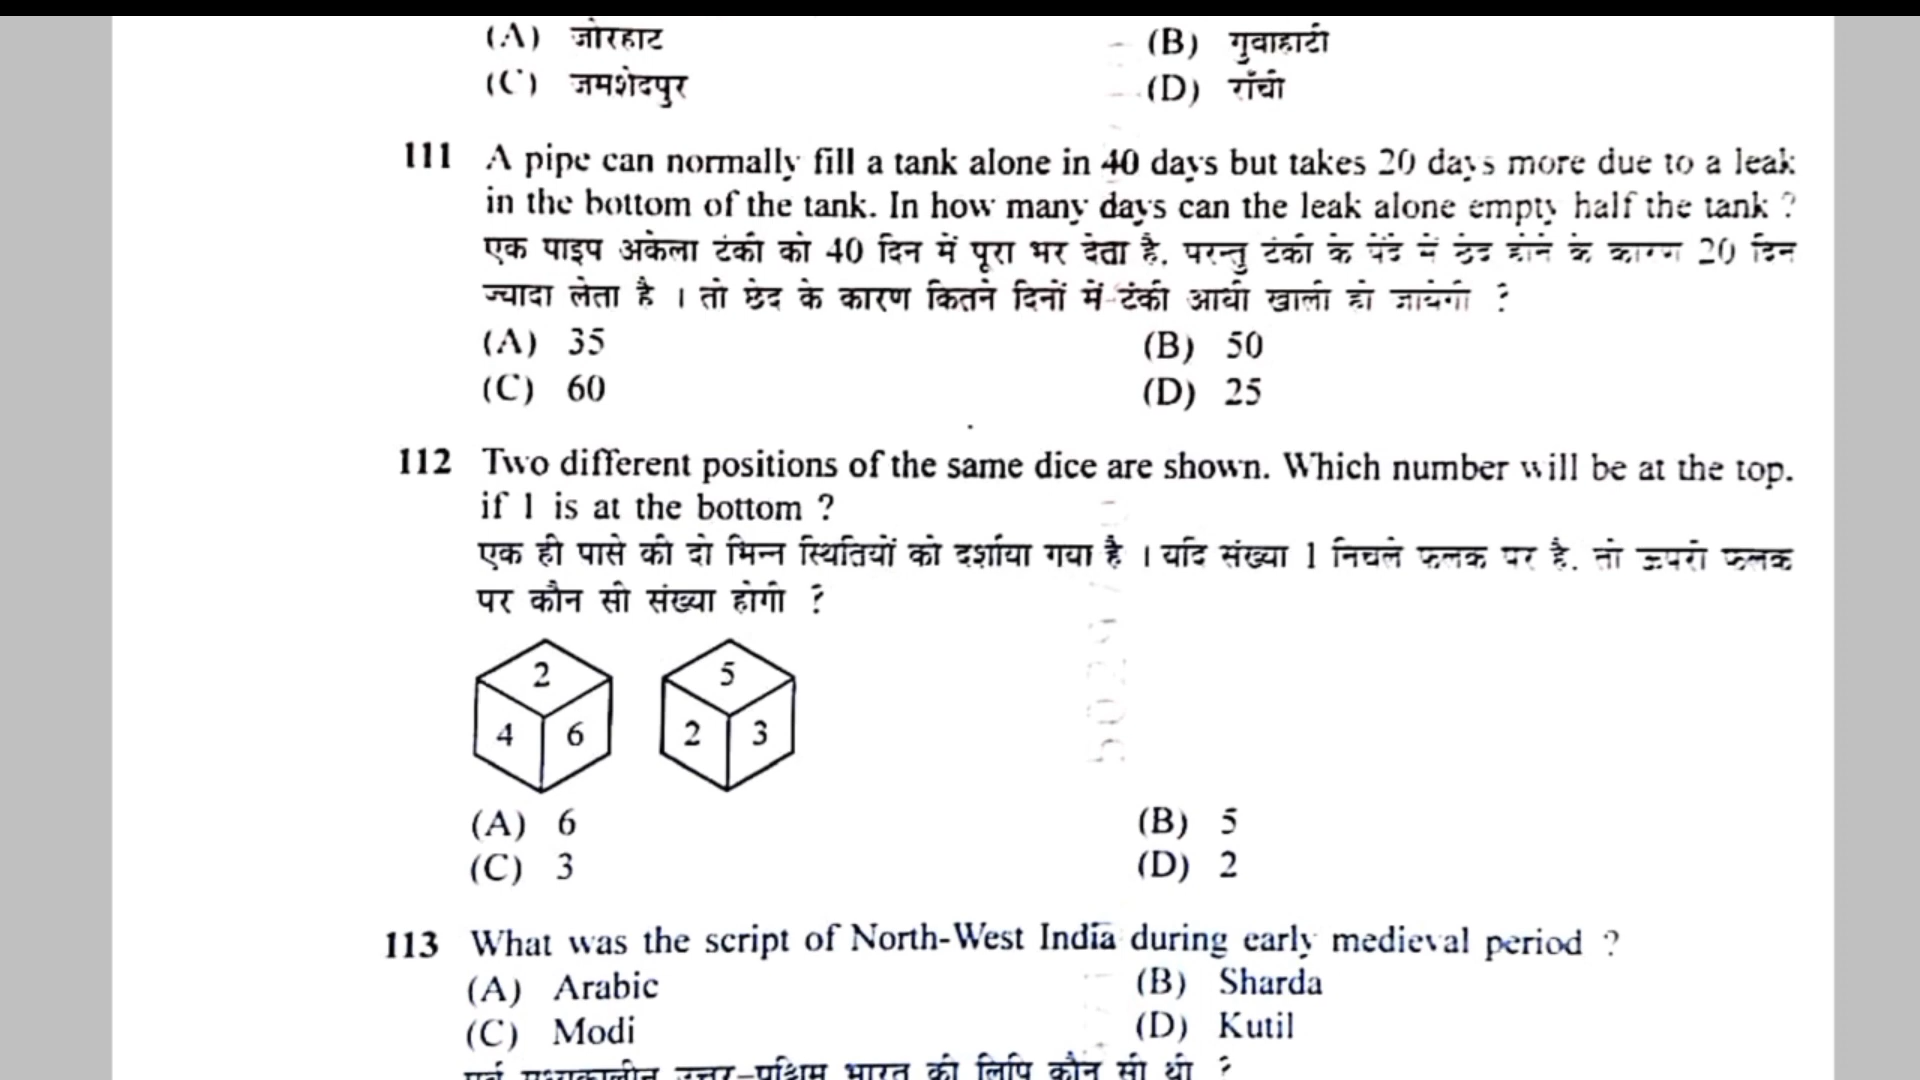 (A) जोरहाट (B) गुवाहाटी
(C) जमशेदपुर (D) राँची
111 A pipe can normally fill a tank alone in 40 days but takes 20 days more due to a leak
in the bottom of the tank. In how many days can the leak alone empty half the tank ?
एक पाइप अकेला टंकी को 40 दिन में पूरा भर देता है, परन्तु टंकी के पेंदे में छेद होने के कारण 20 दिन
ज्यादा लेता है । तो छेद के कारण कितने दिनों में टंकी आधी खाली हो जायेगी ?
(A) 35 (B) 50
(C) 60 (D) 25
112 Two different positions of the same dice are shown. Which number will be at the top.
if 1 is at the bottom ?
एक ही पासे की दो भिन्न स्थितियों को दर्शाया गया है । यदि संख्या 1 निचले फलक पर है, तो ऊपरी फलक
पर कौन सी संख्या होगी ?
2 5
4 6 2 3
(A) 6 (B) 5
(C) 3 (D) 2
113 What was the script of North-West India during early medieval period ?
(A) Arabic (B) Sharda
(C) Modi (D) Kutil
पूर्व मध्यकालीन उत्तर-पश्चिम भारत की लिपि कौन सी थी ?